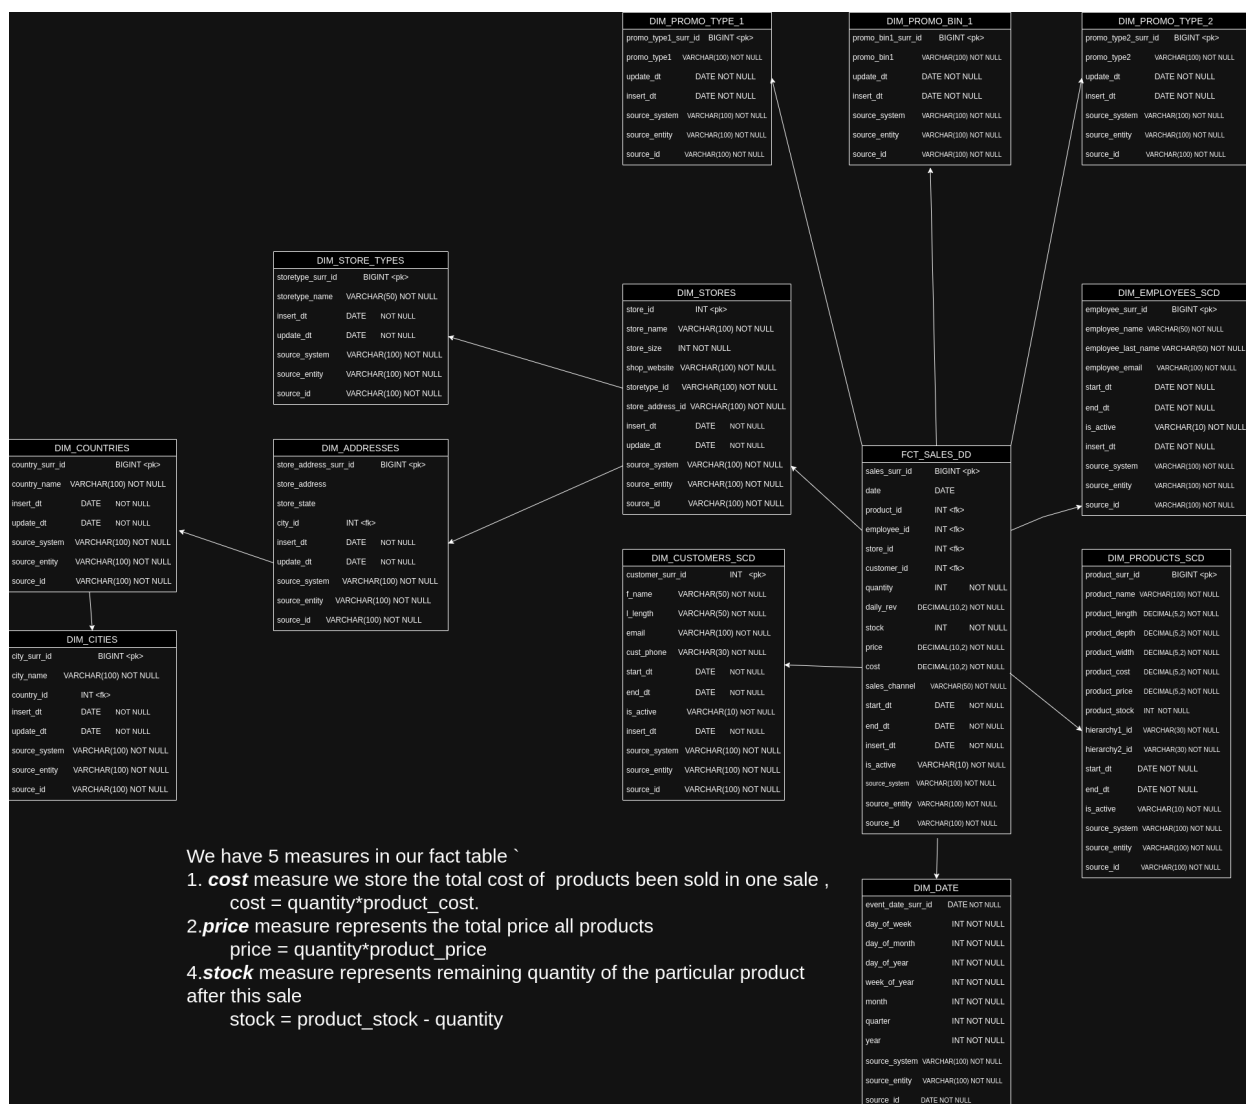 DIM_PROMO_TYPE_1
promo_type1_surr_id BIGINT <pk>
promo_type1 VARCHAR(100) NOT NULL
update_dt DATE NOT NULL
insert_dt DATE NOT NULL
source_system VARCHAR(100) NOT NULL
source_entity VARCHAR(100) NOT NULL
source_id VARCHAR(100) NOT NULL
DIM_PROMO_BIN_1
promo_bin1_surr_id BIGINT <pk>
promo_bin1 VARCHAR(100) NOT NULL
update_dt DATE NOT NULL
insert_dt DATE NOT NULL
source_system VARCHAR(100) NOT NULL
source_entity VARCHAR(100) NOT NULL
source_id VARCHAR(100) NOT NULL
DIM_PROMO_TYPE_2
promo_type2_surr_id BIGINT <pk>
promo_type2 VARCHAR(100) NOT NULL
update_dt DATE NOT NULL
insert_dt DATE NOT NULL
source_system VARCHAR(100) NOT NULL
source_entity VARCHAR(100) NOT NULL
source_id VARCHAR(100) NOT NULL
DIM_STORE_TYPES
storetype_surr_id BIGINT <pk>
storetype_name VARCHAR(50) NOT NULL
insert_dt DATE NOT NULL
update_dt DATE NOT NULL
source_system VARCHAR(100) NOT NULL
source_entity VARCHAR(100) NOT NULL
source_id VARCHAR(100) NOT NULL
DIM_STORES
store_id INT <pk>
store_name VARCHAR(100) NOT NULL
store_size INT NOT NULL
shop_website VARCHAR(100) NOT NULL
storetype_id VARCHAR(100) NOT NULL
store_address_id VARCHAR(100) NOT NULL
insert_dt DATE NOT NULL
update_dt DATE NOT NULL
source_system VARCHAR(100) NOT NULL
source_entity VARCHAR(100) NOT NULL
source_id VARCHAR(100) NOT NULL
DIM_EMPLOYEES_SCD
employee_surr_id BIGINT <pk>
employee_name VARCHAR(50) NOT NULL
employee_last_name VARCHAR(50) NOT NULL
employee_email VARCHAR(100) NOT NULL
start_dt DATE NOT NULL
end_dt DATE NOT NULL
is_active VARCHAR(10) NOT NULL
insert_dt DATE NOT NULL
source_system VARCHAR(100) NOT NULL
source_entity VARCHAR(100) NOT NULL
source_id VARCHAR(100) NOT NULL
DIM_COUNTRIES
country_surr_id BIGINT <pk>
country_name VARCHAR(100) NOT NULL
insert_dt DATE NOT NULL
update_dt DATE NOT NULL
source_system VARCHAR(100) NOT NULL
source_entity VARCHAR(100) NOT NULL
source_id VARCHAR(100) NOT NULL
DIM_ADDRESSES
store_address_surr_id BIGINT <pk>
store_address
store_state
city_id INT <fk>
insert_dt DATE NOT NULL
update_dt DATE NOT NULL
source_system VARCHAR(100) NOT NULL
source_entity VARCHAR(100) NOT NULL
source_id VARCHAR(100) NOT NULL
FCT_SALES_DD
sales_surr_id BIGINT <pk>
date DATE
product_id INT <fk>
employee_id INT <fk>
store_id INT <fk>
customer_id INT <fk>
quantity INT NOT NULL
daily_rev DECIMAL(10,2) NOT NULL
stock INT NOT NULL
price DECIMAL(10,2) NOT NULL
cost DECIMAL(10,2) NOT NULL
sales_channel VARCHAR(50) NOT NULL
start_dt DATE NOT NULL
end_dt DATE NOT NULL
insert_dt DATE NOT NULL
is_active VARCHAR(10) NOT NULL
source_system VARCHAR(100) NOT NULL
source_entity VARCHAR(100) NOT NULL
source_id VARCHAR(100) NOT NULL
DIM_CUSTOMERS_SCD
customer_surr_id INT <pk>
f_name VARCHAR(50) NOT NULL
l_length VARCHAR(50) NOT NULL
email VARCHAR(100) NOT NULL
cust_phone VARCHAR(30) NOT NULL
start_dt DATE NOT NULL
end_dt DATE NOT NULL
is_active VARCHAR(10) NOT NULL
insert_dt DATE NOT NULL
source_system VARCHAR(100) NOT NULL
source_entity VARCHAR(100) NOT NULL
source_id VARCHAR(100) NOT NULL
DIM_PRODUCTS_SCD
product_surr_id BIGINT <pk>
product_name VARCHAR(100) NOT NULL
product_length DECIMAL(5,2) NOT NULL
product_depth DECIMAL(5,2) NOT NULL
product_width DECIMAL(5,2) NOT NULL
product_cost DECIMAL(5,2) NOT NULL
product_price DECIMAL(5,2) NOT NULL
product_stock INT NOT NULL
hierarchy1_id VARCHAR(30) NOT NULL
hierarchy2_id VARCHAR(30) NOT NULL
start_dt DATE NOT NULL
end_dt DATE NOT NULL
is_active VARCHAR(10) NOT NULL
source_system VARCHAR(100) NOT NULL
source_entity VARCHAR(100) NOT NULL
source_id VARCHAR(100) NOT NULL
DIM_CITIES
city_surr_id BIGINT <pk>
city_name VARCHAR(100) NOT NULL
country_id INT <fk>
insert_dt DATE NOT NULL
update_dt DATE NOT NULL
source_system VARCHAR(100) NOT NULL
source_entity VARCHAR(100) NOT NULL
source_id VARCHAR(100) NOT NULL
We have 5 measures in our fact table `
1. cost measure we store the total cost of products been sold in one sale ,
cost = quantity*product_cost.
2.price measure represents the total price all products
price = quantity*product_price
4.stock measure represents remaining quantity of the particular product
after this sale
stock = product_stock - quantity
DIM_DATE
event_date_surr_id DATE NOT NULL
day_of_week INT NOT NULL
day_of_month INT NOT NULL
day_of_year INT NOT NULL
week_of_year INT NOT NULL
month INT NOT NULL
quarter INT NOT NULL
year INT NOT NULL
source_system VARCHAR(100) NOT NULL
source_entity VARCHAR(100) NOT NULL
source_id DATE NOT NULL